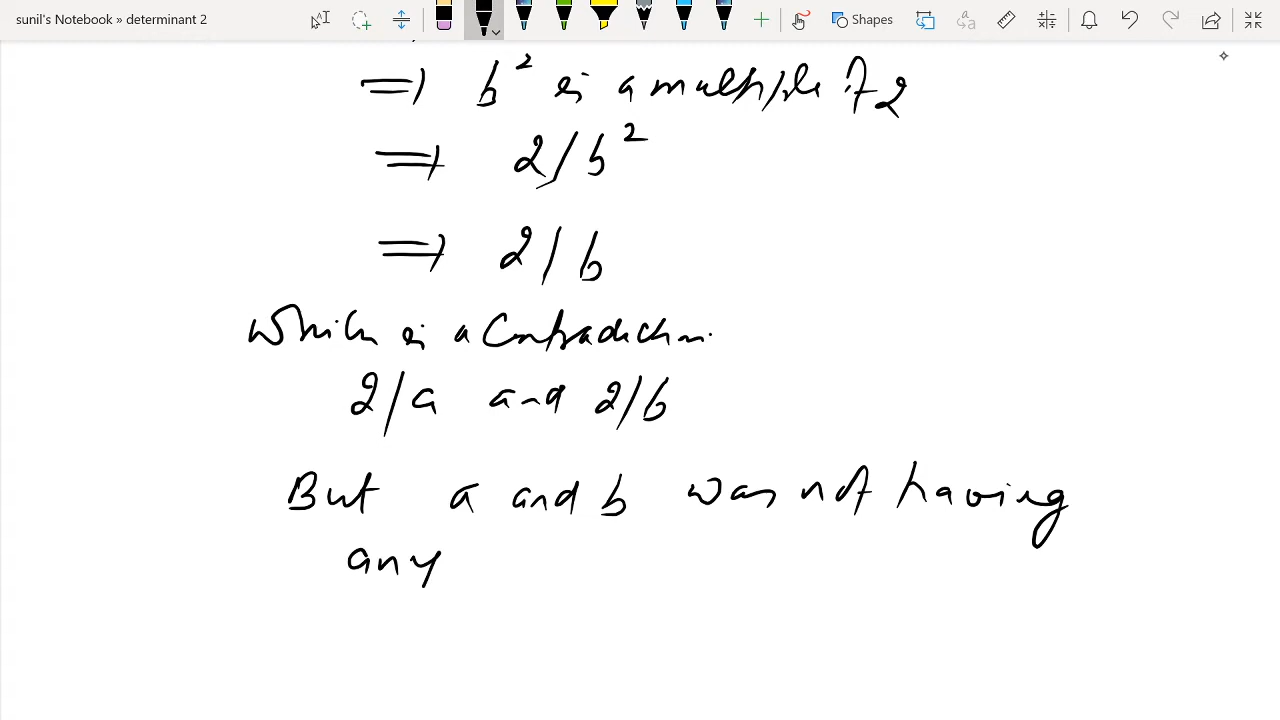 sunil's Notebook » determinant 2
Shapes
⇒ b² is a multiple of 2
⇒ 2/b²
⇒ 2/b
which is a Contradiction.
2/a and 2/b
But a and b was not having
any